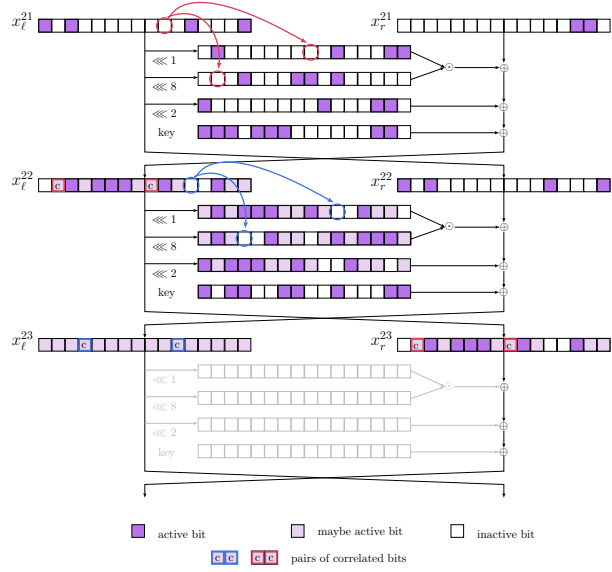 x_ℓ^21 x_r^21
⋘ 1
⊙ ⊕
⋘ 8
⋘ 2 ⊕
key ⊕
x_ℓ^22 c c x_r^22
⋘ 1
⊙ ⊕
⋘ 8
⋘ 2 ⊕
key ⊕
x_ℓ^23 c c x_r^23 c c
⋘ 1
⊙ ⊕
⋘ 8
⋘ 2 ⊕
key ⊕
active bit maybe active bit inactive bit
c c c c pairs of correlated bits